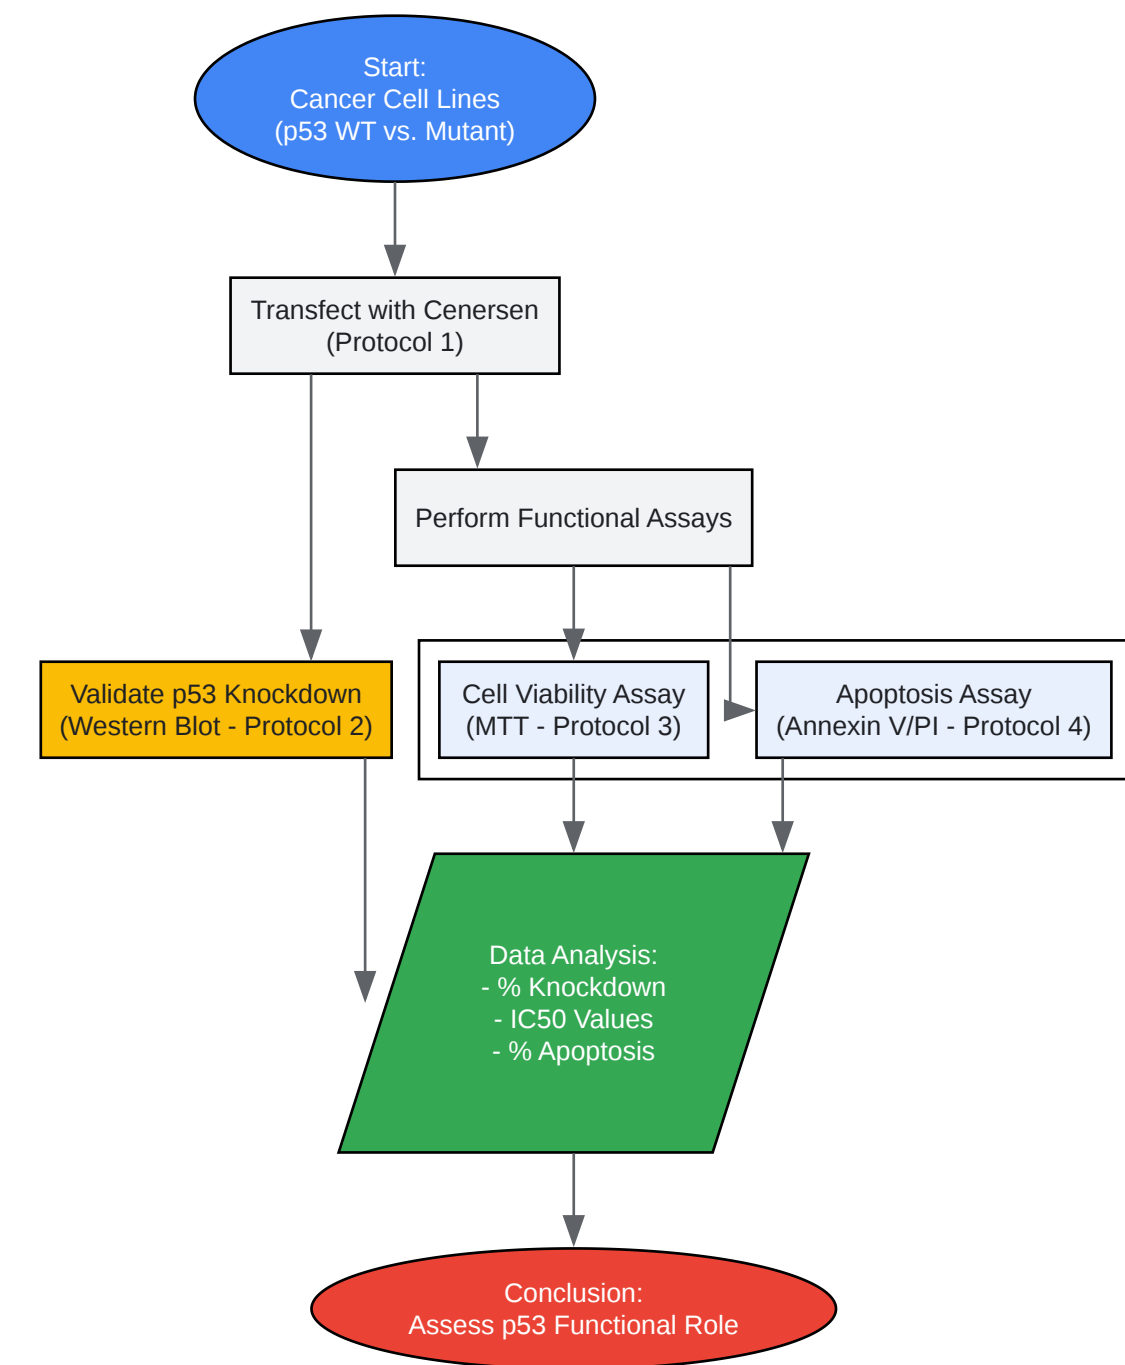 Start:
Cancer Cell Lines
(p53 WT vs. Mutant)
Transfect with Cenersen
(Protocol 1)
Perform Functional Assays
Validate p53 Knockdown
(Western Blot - Protocol 2)
Cell Viability Assay
(MTT - Protocol 3)
Apoptosis Assay
(Annexin V/PI - Protocol 4)
Data Analysis:
- % Knockdown
- IC50 Values
- % Apoptosis
Conclusion:
Assess p53 Functional Role